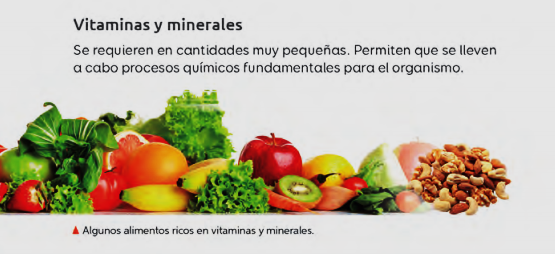 Vitaminas y minerales
Se requieren en cantidades muy pequeñas. Permiten que se lleven
a cabo procesos químicos fundamentales para el organismo.
Algunos alimentos ricos en vitaminas y minerales.